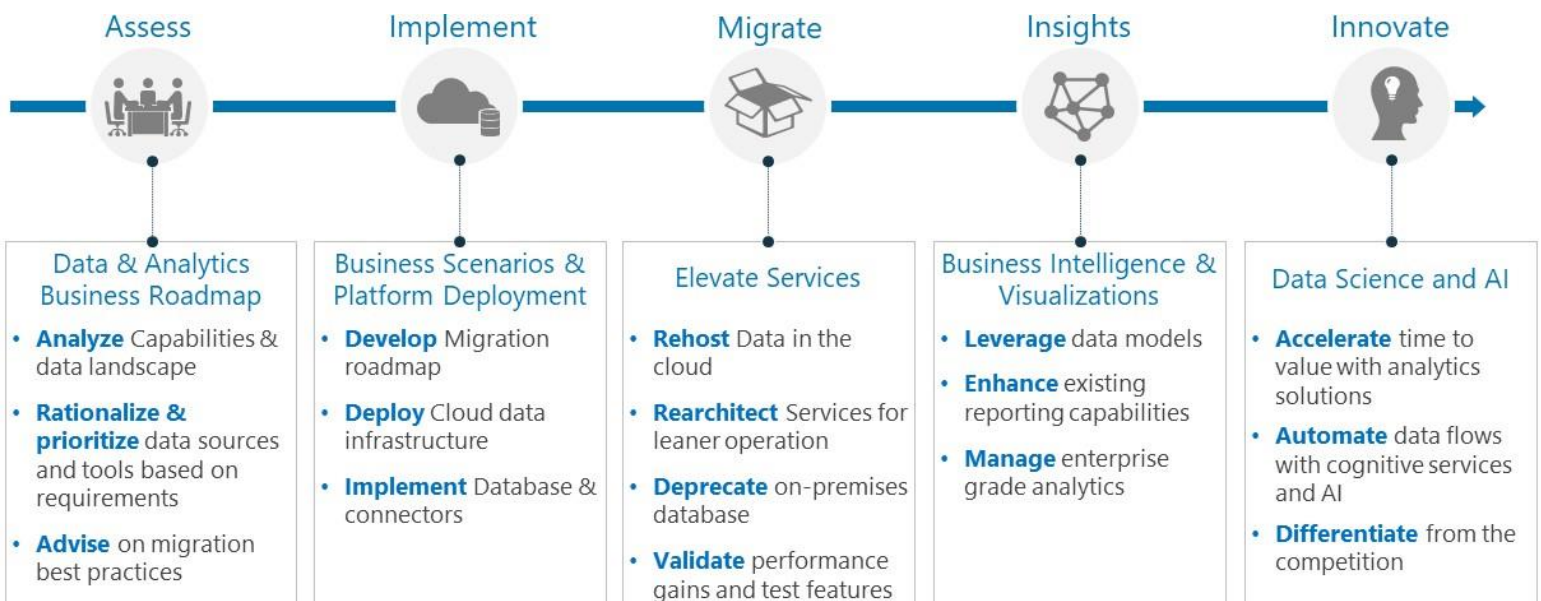 Assess
Implement
Migrate
Insights
Innovate
Data & Analytics
Business Roadmap
• Analyze Capabilities &
data landscape
• Rationalize &
prioritize data sources
and tools based on
requirements
• Advise on migration
best practices
Business Scenarios &
Platform Deployment
• Develop Migration
roadmap
• Deploy Cloud data
infrastructure
• Implement Database &
connectors
Elevate Services
• Rehost Data in the
cloud
• Rearchitect Services for
leaner operation
• Deprecate on-premises
database
• Validate performance
gains and test features
Business Intelligence &
Visualizations
• Leverage data models
• Enhance existing
reporting capabilities
• Manage enterprise
grade analytics
Data Science and AI
• Accelerate time to
value with analytics
solutions
• Automate data flows
with cognitive services
and AI
• Differentiate from the
competition